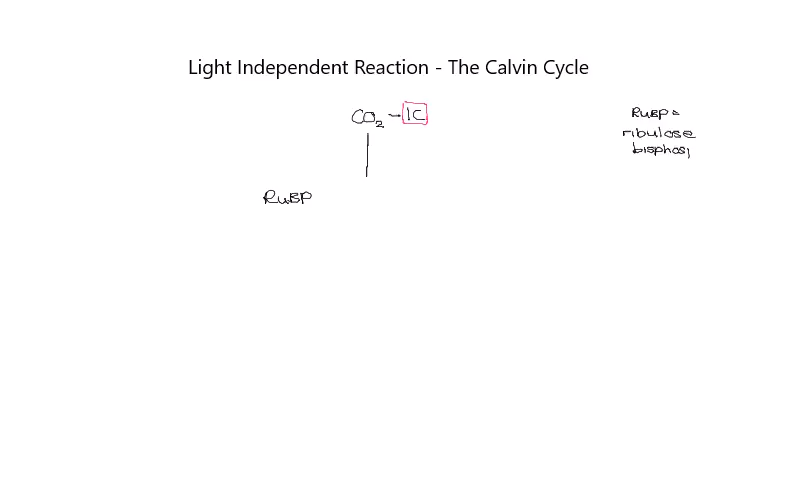 Light Independent Reaction - The Calvin Cycle
CO₂ - 1C
RuBP =
ribulose
bisphos
RuBP